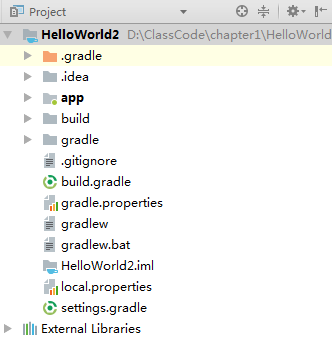 Project
HelloWorld2 D:\ClassCode\chapter1\HelloWorld
.gradle
.idea
app
build
gradle
.gitignore
build.gradle
gradle.properties
gradlew
gradlew.bat
HelloWorld2.iml
local.properties
settings.gradle
External Libraries